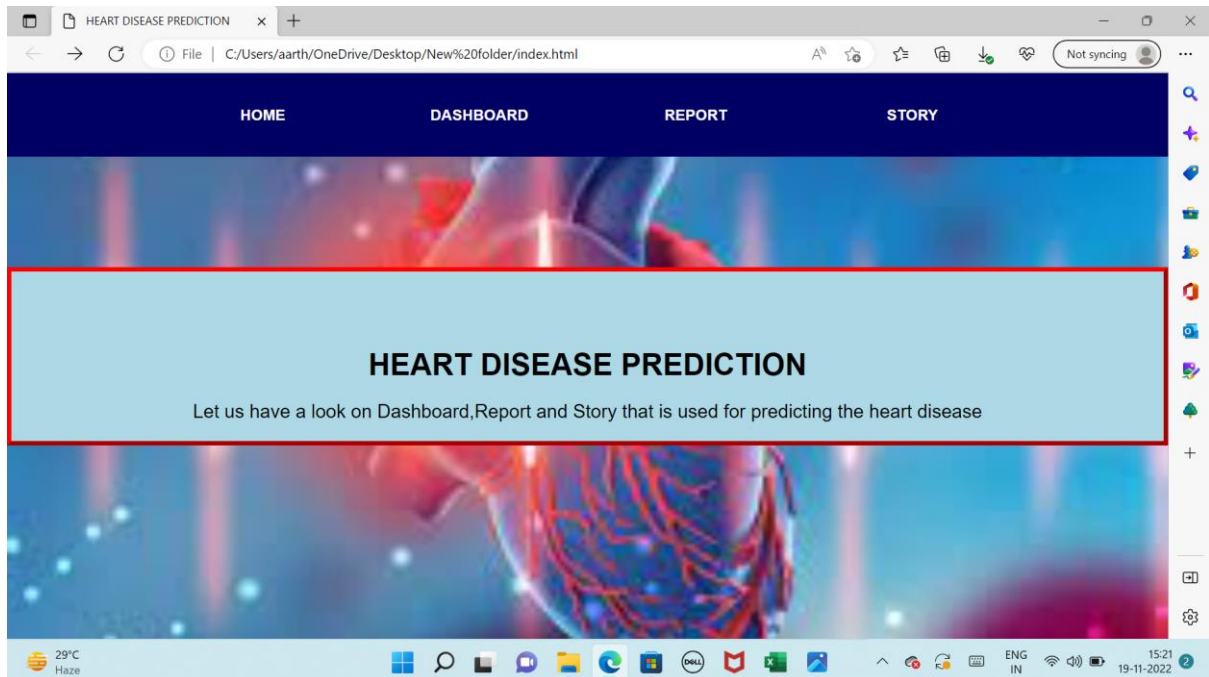 HEART DISEASE PREDICTION
File | C:/Users/aarth/OneDrive/Desktop/New%20folder/index.html
Not syncing
HOME DASHBOARD REPORT STORY
HEART DISEASE PREDICTION
Let us have a look on Dashboard,Report and Story that is used for predicting the heart disease
29°C
Haze
DELL
ENG
IN
15:21
19-11-2022
2